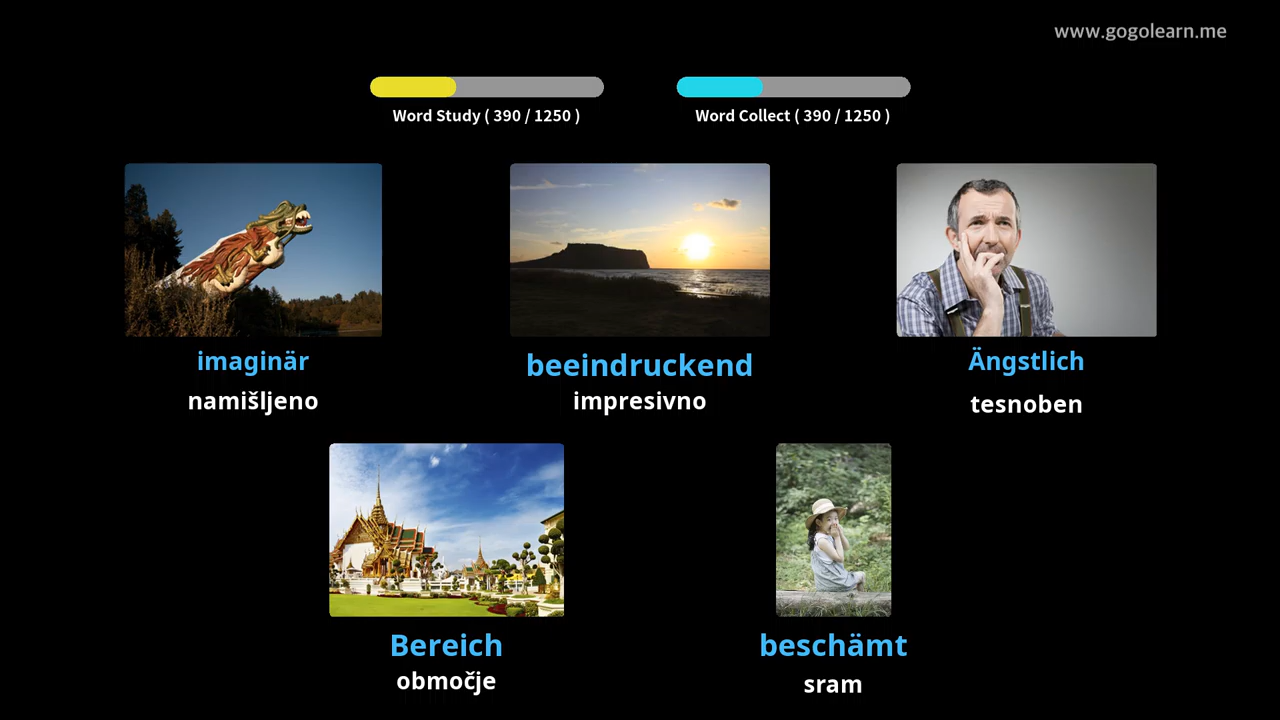 www.gogolearn.me
Word Study ( 390 / 1250 )
Word Collect ( 390 / 1250 )
imaginär
beeindruckend
Ängstlich
namišljeno
impresivno
tesnoben
Bereich
beschämt
območje
sram